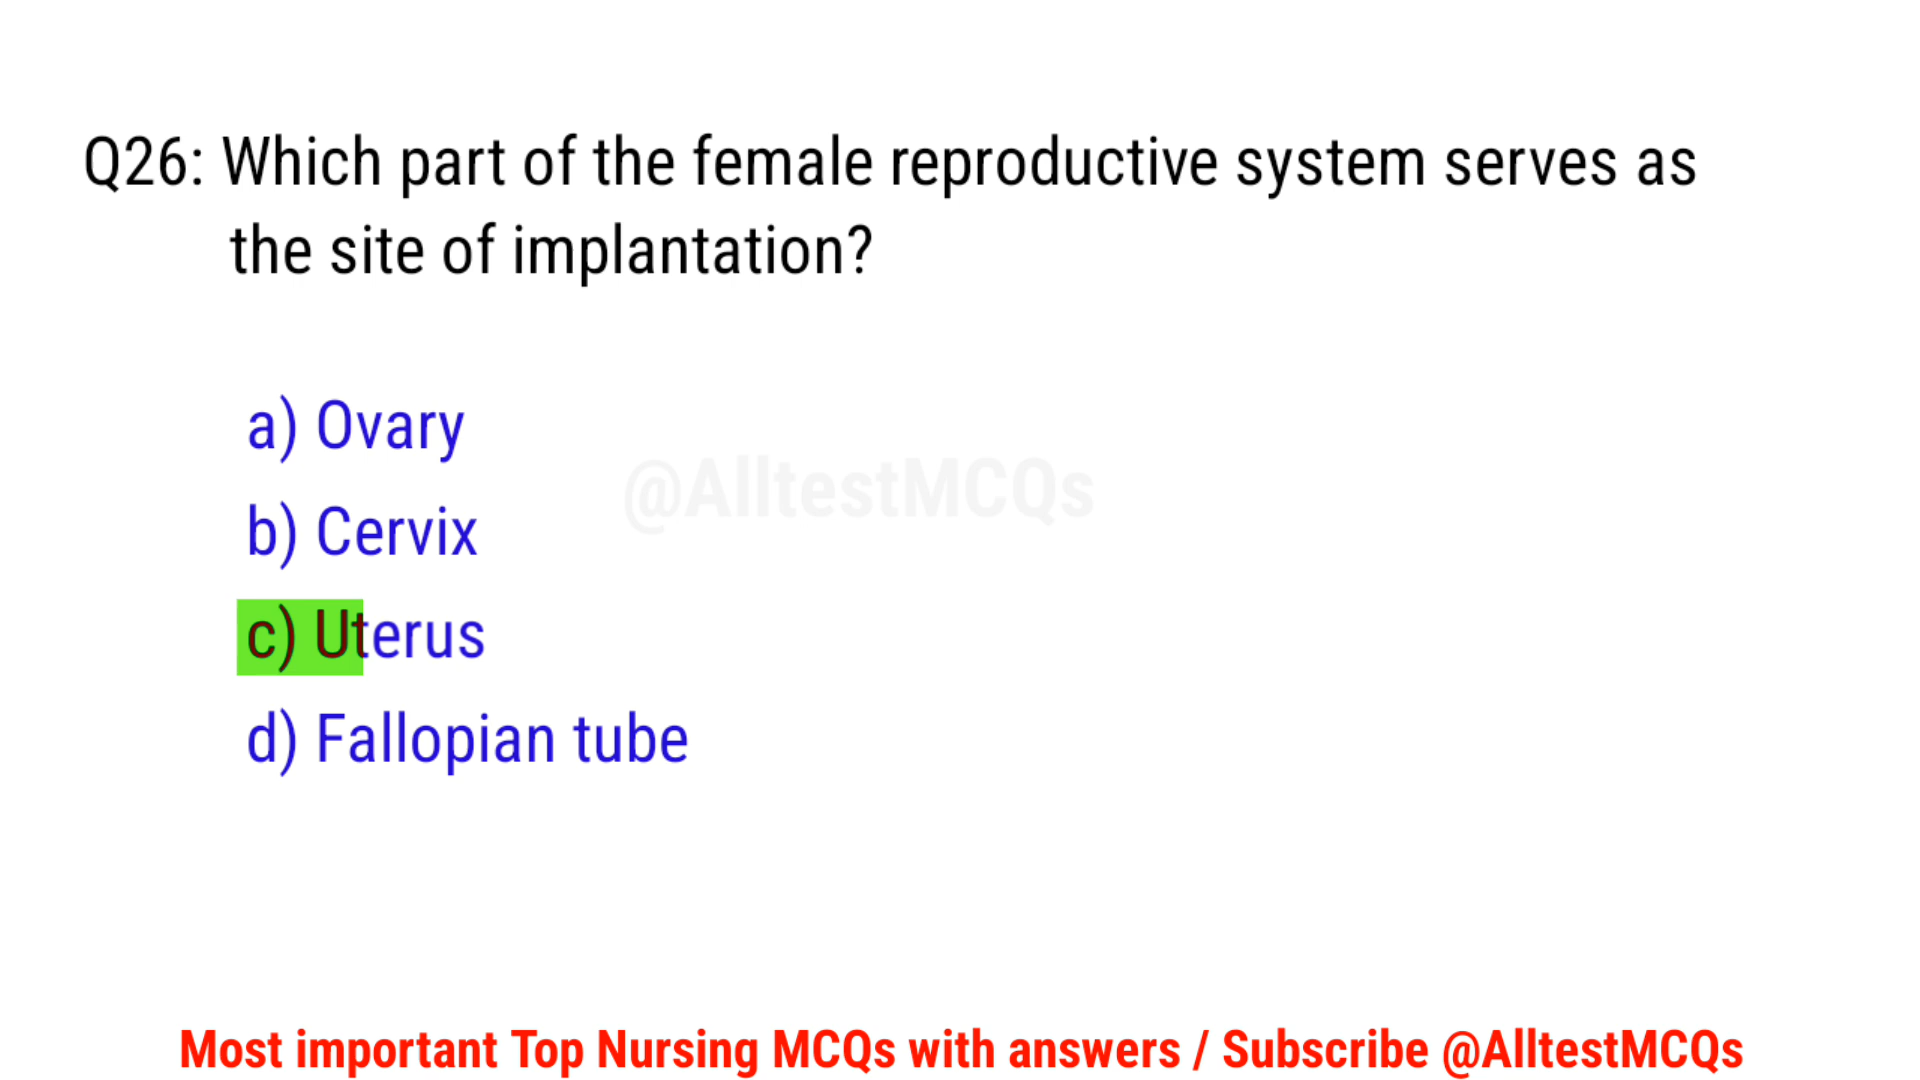 Q26: Which part of the female reproductive system serves as
the site of implantation?
a) Ovary
@AlltestMCQs
b) Cervix
c) Uterus
d) Fallopian tube
Most important Top Nursing MCQs with answers / Subscribe @AlltestMCQs